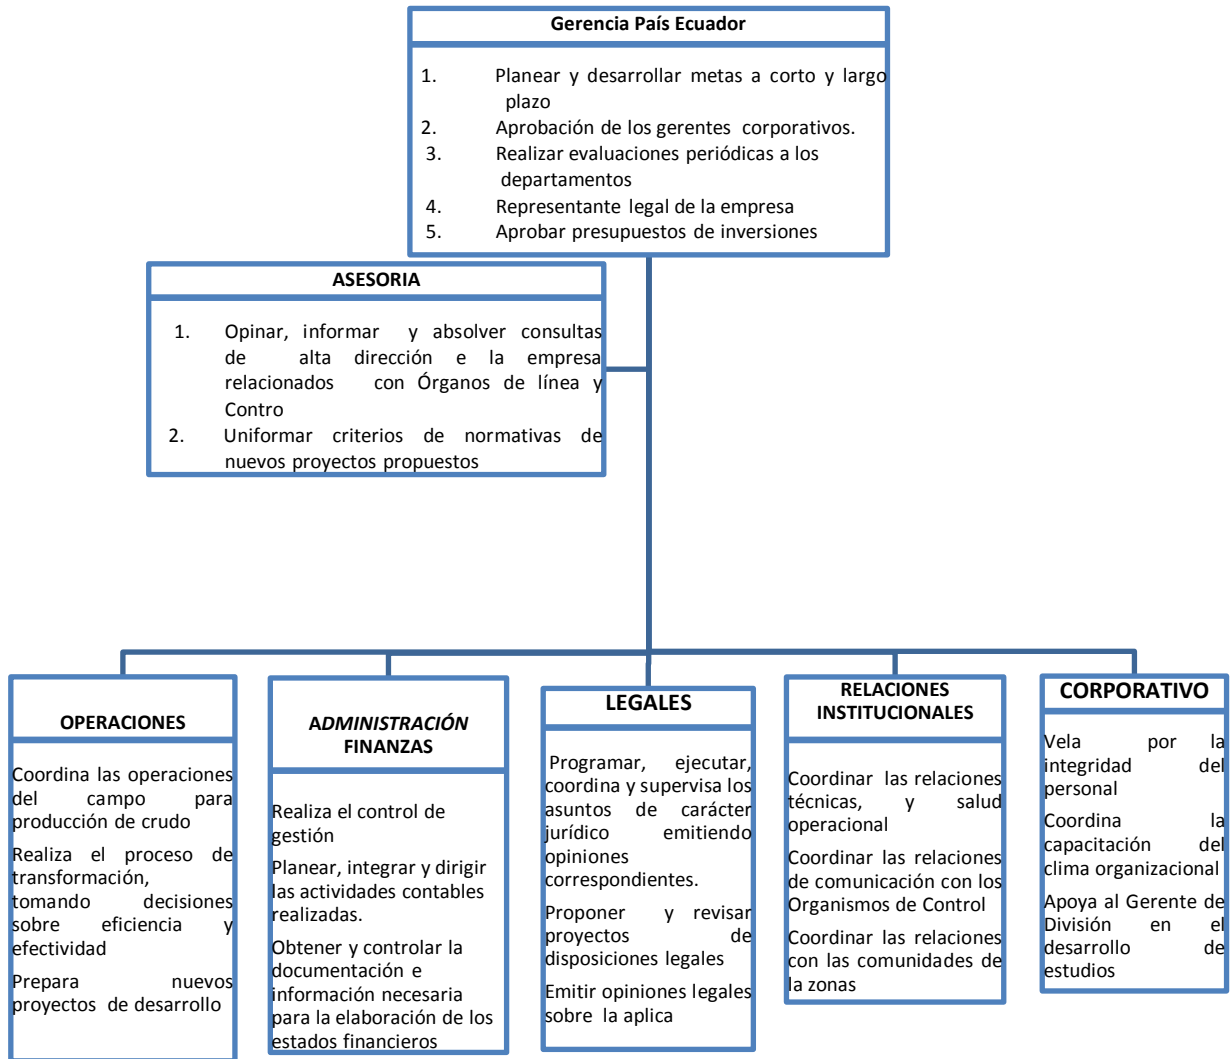 Gerencia País Ecuador
1. Planear y desarrollar metas a corto y largo
plazo
2. Aprobación de los gerentes corporativos.
3. Realizar evaluaciones periódicas a los
departamentos
4. Representante legal de la empresa
5. Aprobar presupuestos de inversiones
ASESORIA
1. Opinar, informar y absolver consultas
de alta dirección e la empresa
relacionados con Órganos de línea y
Contro
2. Uniformar criterios de normativas de
nuevos proyectos propuestos
OPERACIONES
Coordina las operaciones
del campo para
producción de crudo
Realiza el proceso de
transformación,
tomando decisiones
sobre eficiencia y
efectividad
Prepara nuevos
proyectos de desarrollo
ADMINISTRACIÓN
FINANZAS
Realiza el control de
gestión
Planear, integrar y dirigir
las actividades contables
realizadas.
Obtener y controlar la
documentación e
información necesaria
para la elaboración de los
estados financieros
LEGALES
Programar, ejecutar,
coordina y supervisa los
asuntos de carácter
jurídico emitiendo
opiniones
correspondientes.
Proponer y revisar
proyectos de
disposiciones legales
Emitir opiniones legales
sobre la aplica
RELACIONES
INSTITUCIONALES
Coordinar las relaciones
técnicas, y salud
operacional
Coordinar las relaciones
de comunicación con los
Organismos de Control
Coordinar las relaciones
con las comunidades de
la zonas
CORPORATIVO
Vela por la
integridad del
personal
Coordina la
capacitación del
clima organizacional
Apoya al Gerente de
División en el
desarrollo de
estudios